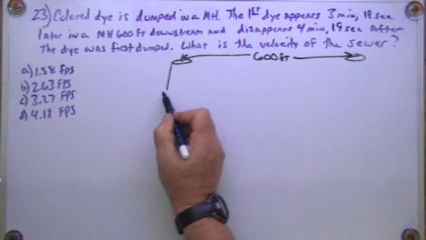 23) Colored dye is dumped in a MH. The 1st dye appears 3 min, 18 sec
later in a MH 600 Ft downstream and disappears 4 min, 19 sec after
The dye was first dumped. What is the velocity of the sewer?
600 Ft
a) 1.58 FPS
b) 2.63 FPS
c) 3.27 FPS
d) 4.18 FPS